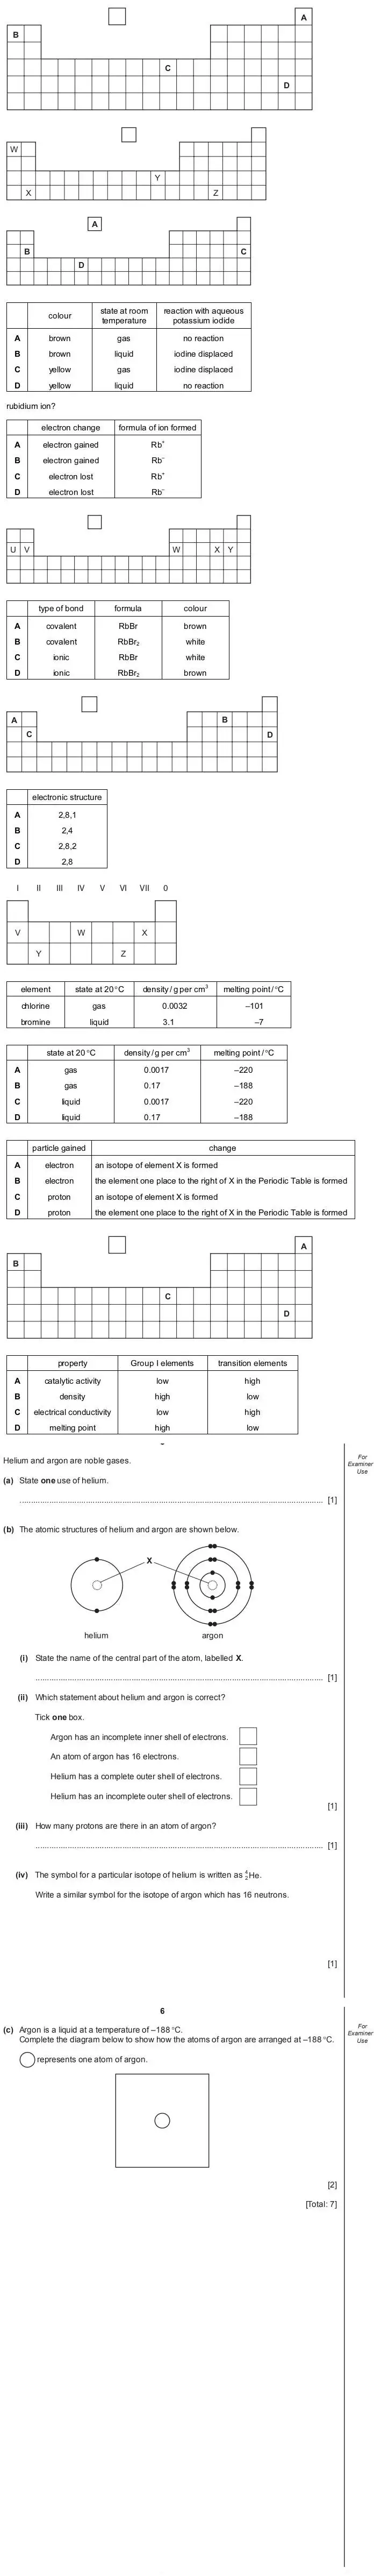 A
B
C
D
W
Y
X Z
A
B C
D
colour state at room temperature reaction with aqueous potassium iodide
A brown gas no reaction
B brown liquid iodine displaced
C yellow gas iodine displaced
D yellow liquid no reaction
rubidium ion?
electron change formula of ion formed
A electron gained Rb⁺
B electron gained Rb⁻
C electron lost Rb⁺
D electron lost Rb⁻
U V W X Y
type of bond formula colour
A covalent RbBr brown
B covalent RbBr₂ white
C ionic RbBr white
D ionic RbBr₂ brown
A B
C D
electronic structure
A 2,8,1
B 2,4
C 2,8,2
D 2,8
I II III IV V VI VII 0
V W X
Y Z
element state at 20°C density / g per cm³ melting point / °C
chlorine gas 0.0032 –101
bromine liquid 3.1 –7
state at 20°C density / g per cm³ melting point / °C
A gas 0.0017 –220
B gas 0.17 –188
C liquid 0.0017 –220
D liquid 0.17 –188
particle gained change
A electron an isotope of element X is formed
B electron the element one place to the right of X in the Periodic Table is formed
C proton an isotope of element X is formed
D proton the element one place to the right of X in the Periodic Table is formed
A
B
C
D
property Group I elements transition elements
A catalytic activity low high
B density high low
C electrical conductivity low high
D melting point high low
For
Examiner
Use
Helium and argon are noble gases.
(a) State one use of helium.
[1]
(b) The atomic structures of helium and argon are shown below.
X
helium argon
(i) State the name of the central part of the atom, labelled X.
[1]
(ii) Which statement about helium and argon is correct?
Tick one box.
Argon has an incomplete inner shell of electrons.
An atom of argon has 16 electrons.
Helium has a complete outer shell of electrons.
Helium has an incomplete outer shell of electrons.
[1]
(iii) How many protons are there in an atom of argon?
[1]
(iv) The symbol for a particular isotope of helium is written as ⁴₂He.
Write a similar symbol for the isotope of argon which has 16 neutrons.
[1]
6
For
Examiner
Use
(c) Argon is a liquid at a temperature of –188 °C.
Complete the diagram below to show how the atoms of argon are arranged at –188 °C.
represents one atom of argon.
[2]
[Total: 7]